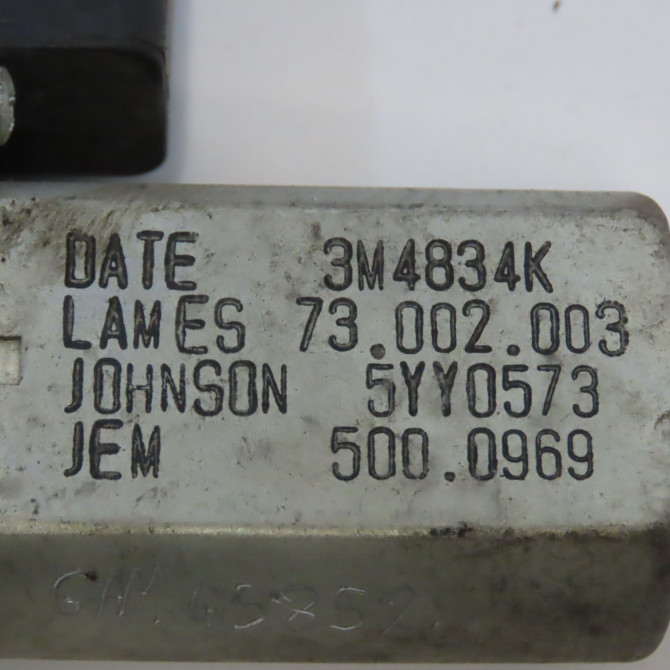 DATE 3M4834K
LAMES 73.002.003
JOHNSON 5YY0573
JEM 500.0969